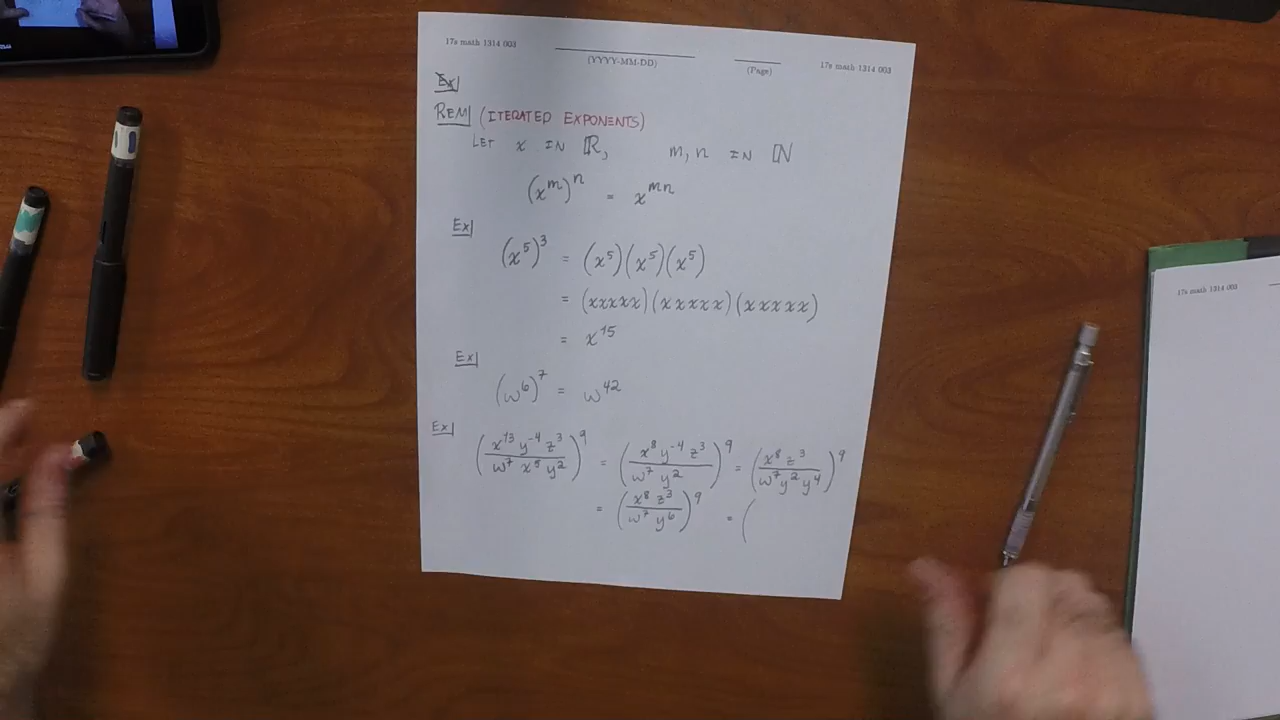 17s math 1314 003 (YYYY-MM-DD) (Page) 17s math 1314 003
Ex
REM (ITERATED EXPONENTS)
LET x IN ℝ, m, n IN ℕ
(x^m)^n = x^{mn}
Ex
(x^5)^3 = (x^5)(x^5)(x^5)
= (xxxxx)(xxxxx)(xxxxx)
= x^15
Ex
(w^6)^7 = w^42
Ex
(x^13 y^-4 z^3 / w^7 x^5 y^2)^9 = (x^8 y^-4 z^3 / w^7 y^2)^9 = (x^8 z^3 / w^7 y^2 y^4)^9
= (x^8 z^3 / w^7 y^6)^9 = (
17s math 1314 003